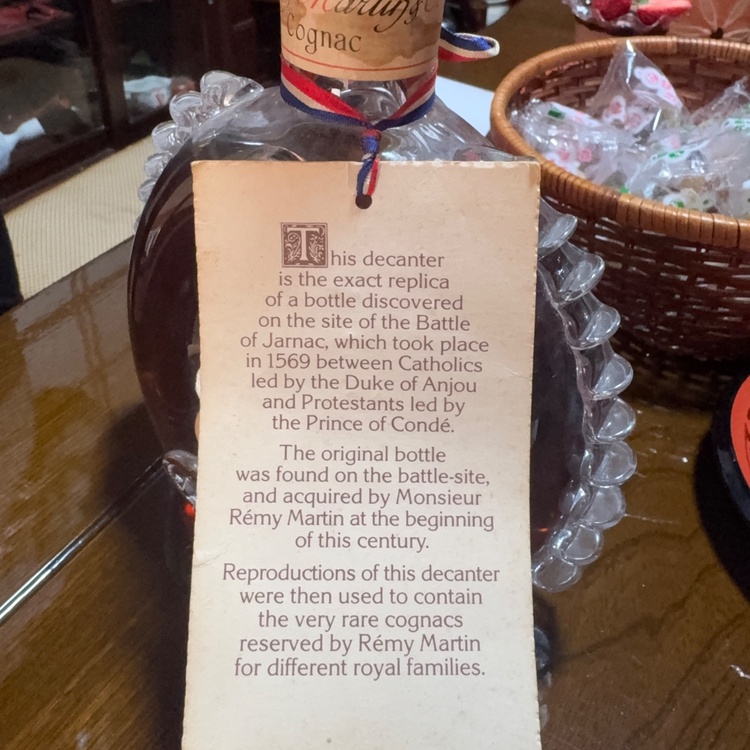 Cognac
This decanter
is the exact replica
of a bottle discovered
on the site of the Battle
of Jarnac, which took place
in 1569 between Catholics
led by the Duke of Anjou
and Protestants led by
the Prince of Condé.
The original bottle
was found on the battle-site,
and acquired by Monsieur
Rémy Martin at the beginning
of this century.
Reproductions of this decanter
were then used to contain
the very rare cognacs
reserved by Rémy Martin
for different royal families.